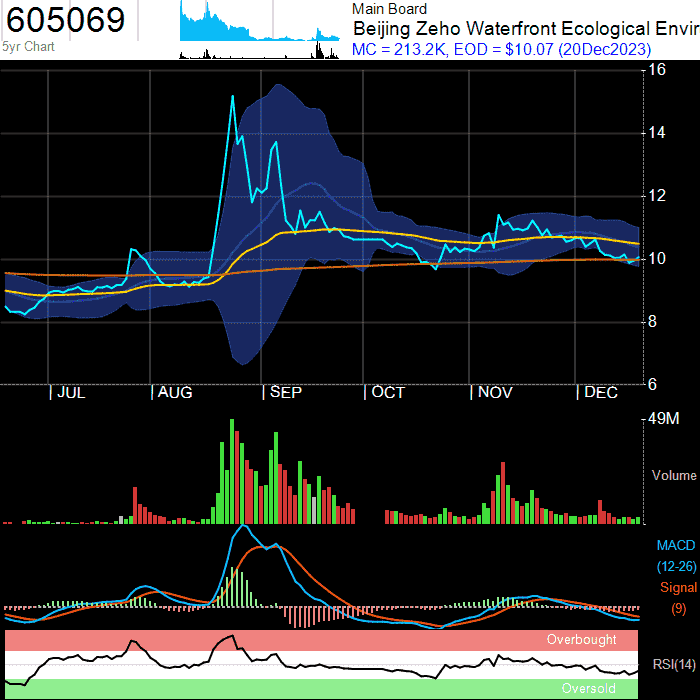 605069
5yr Chart
Main Board
Beijing Zeho Waterfront Ecological Envir
MC = 213.2K, EOD = $10.07 (20Dec2023)
16
14
12
10
8
6
| JUL | AUG | SEP | OCT | NOV | DEC
49M
Volume
MACD
(12-26)
Signal
(9)
Overbought
RSI(14)
Oversold